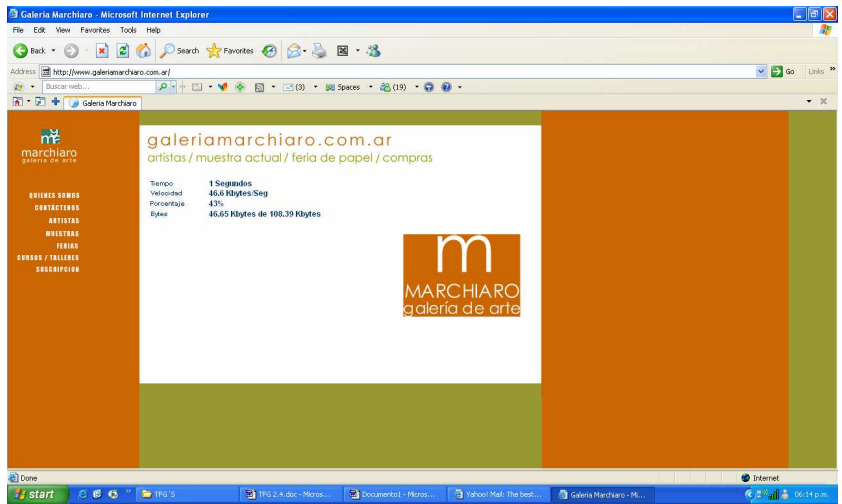 Galeria Marchiaro - Microsoft Internet Explorer
File Edit View Favorites Tools Help
Back Search Favorites
Address http://www.galeriamarchiaro.com.ar/ Go Links »
Buscar web... (3) Spaces (19)
Galeria Marchiaro
marchiaro
galeria de arte
QUIENES SOMOS
CONTÁCTENOS
ARTISTAS
MUESTRAS
FERIAS
CURSOS / TALLERES
SUSCRIPCION
galeriamarchiaro.com.ar
artistas / muestra actual / feria de papel / compras
Tiempo 1 Segundos
Velocidad 46.6 Kbytes/Seg
Porcentaje 43%
Bytes 46.65 Kbytes de 108.39 Kbytes
m
MARCHIARO
galería de arte
Done Internet
start TPG´S TPG 2.4.doc - Micros... Documento1 - Micros... Yahoo! Mail: The best... Galeria Marchiaro - Mi... 06:14 p.m.